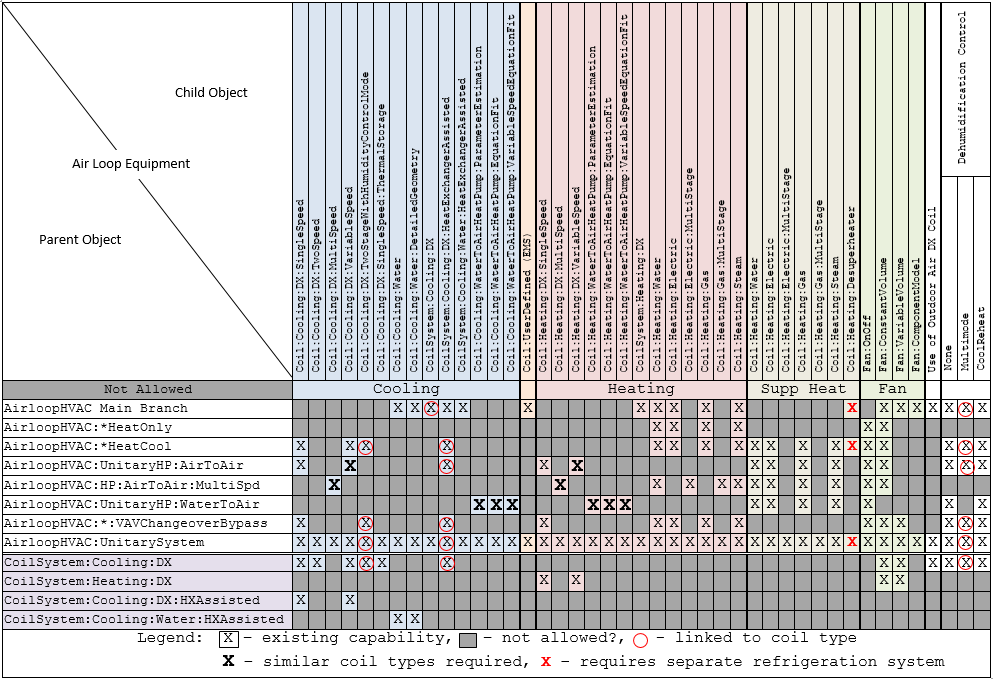 Child Object
Air Loop Equipment
Parent Object
Coil:Cooling:DX:SingleSpeed
Coil:Cooling:DX:TwoSpeed
Coil:Cooling:DX:MultiSpeed
Coil:Cooling:DX:VariableSpeed
Coil:Cooling:DX:TwoStageWithHumidityControlMode
Coil:Cooling:DX:SingleSpeed:ThermalStorage
Coil:Cooling:Water
Coil:Cooling:Water:DetailedGeometry
CoilSystem:Cooling:DX
CoilSystem:Cooling:DX:HeatExchangerAssisted
CoilSystem:Cooling:Water:HeatExchangerAssisted
Coil:Cooling:WaterToAirHeatPump:ParameterEstimation
Coil:Cooling:WaterToAirHeatPump:EquationFit
Coil:Cooling:WaterToAirHeatPump:VariableSpeedEquationFit
Coil:UserDefined (EMS)
Coil:Heating:DX:SingleSpeed
Coil:Heating:DX:MultiSpeed
Coil:Heating:DX:VariableSpeed
Coil:Heating:WaterToAirHeatPump:ParameterEstimation
Coil:Heating:WaterToAirHeatPump:EquationFit
Coil:Heating:WaterToAirHeatPump:VariableSpeedEquationFit
CoilSystem:Heating:DX
Coil:Heating:Water
Coil:Heating:Electric
Coil:Heating:Electric:MultiStage
Coil:Heating:Gas
Coil:Heating:Gas:MultiStage
Coil:Heating:Steam
Coil:Heating:Water
Coil:Heating:Electric
Coil:Heating:Electric:MultiStage
Coil:Heating:Gas
Coil:Heating:Gas:MultiStage
Coil:Heating:Steam
Coil:Heating:Desuperheater
Fan:OnOff
Fan:ConstantVolume
Fan:VariableVolume
Fan:ComponentModel
Use of Outdoor Air DX Coil
Dehumidification Control
None
Multimode
CoolReheat
Not Allowed Cooling Heating Supp Heat Fan
AirloopHVAC Main Branch X X X X X X X X X X X X X X X X X X X
AirloopHVAC:*HeatOnly X X X X X X
AirloopHVAC:*HeatCool X X X X X X X X X X X X X X X X X X
AirloopHVAC:UnitaryHP:AirToAir X X X X X X X X X X X X X X
AirloopHVAC:HP:AirToAir:MultiSpd X X X X X X X X X X X X
AirloopHVAC:UnitaryHP:WaterToAir X X X X X X X X X X X X X
AirloopHVAC:*:VAVChangeoverBypass X X X X X X X X X X X X X X
AirloopHVAC:UnitarySystem X X X X X X X X X X X X X X X X X X X X X X X X X X X X X X X X X X X X X X X X X X X
CoilSystem:Cooling:DX X X X X X X X X X X X X
CoilSystem:Heating:DX X X X X
CoilSystem:Cooling:DX:HXAssisted X X
CoilSystem:Cooling:Water:HXAssisted X X
Legend: X - existing capability, - not allowed?, - linked to coil type
X - similar coil types required, X - requires separate refrigeration system